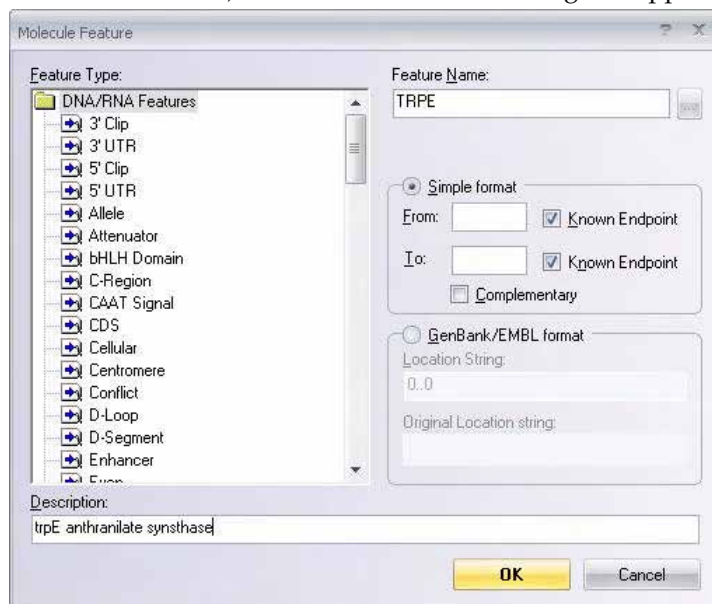 Molecule Feature
Feature Type:
DNA/RNA Features
3' Clip
3' UTR
5' Clip
5' UTR
Allele
Attenuator
bHLH Domain
C-Region
CAAT Signal
CDS
Cellular
Centromere
Conflict
D-Loop
D-Segment
Enhancer
Feature Name:
TRPE
Simple format
From:
Known Endpoint
To:
Known Endpoint
Complementary
GenBank/EMBL format
Location String:
0..0
Original Location string:
Description:
trpE anthranilate synsthase
OK
Cancel